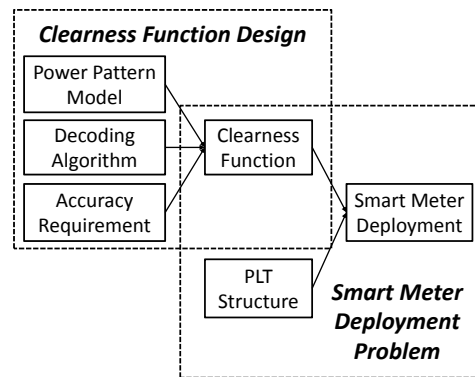 Clearness Function Design
Power Pattern
Model
Decoding
Algorithm
Accuracy
Requirement
Clearness
Function
Smart Meter
Deployment
PLT
Structure
Smart Meter
Deployment
Problem